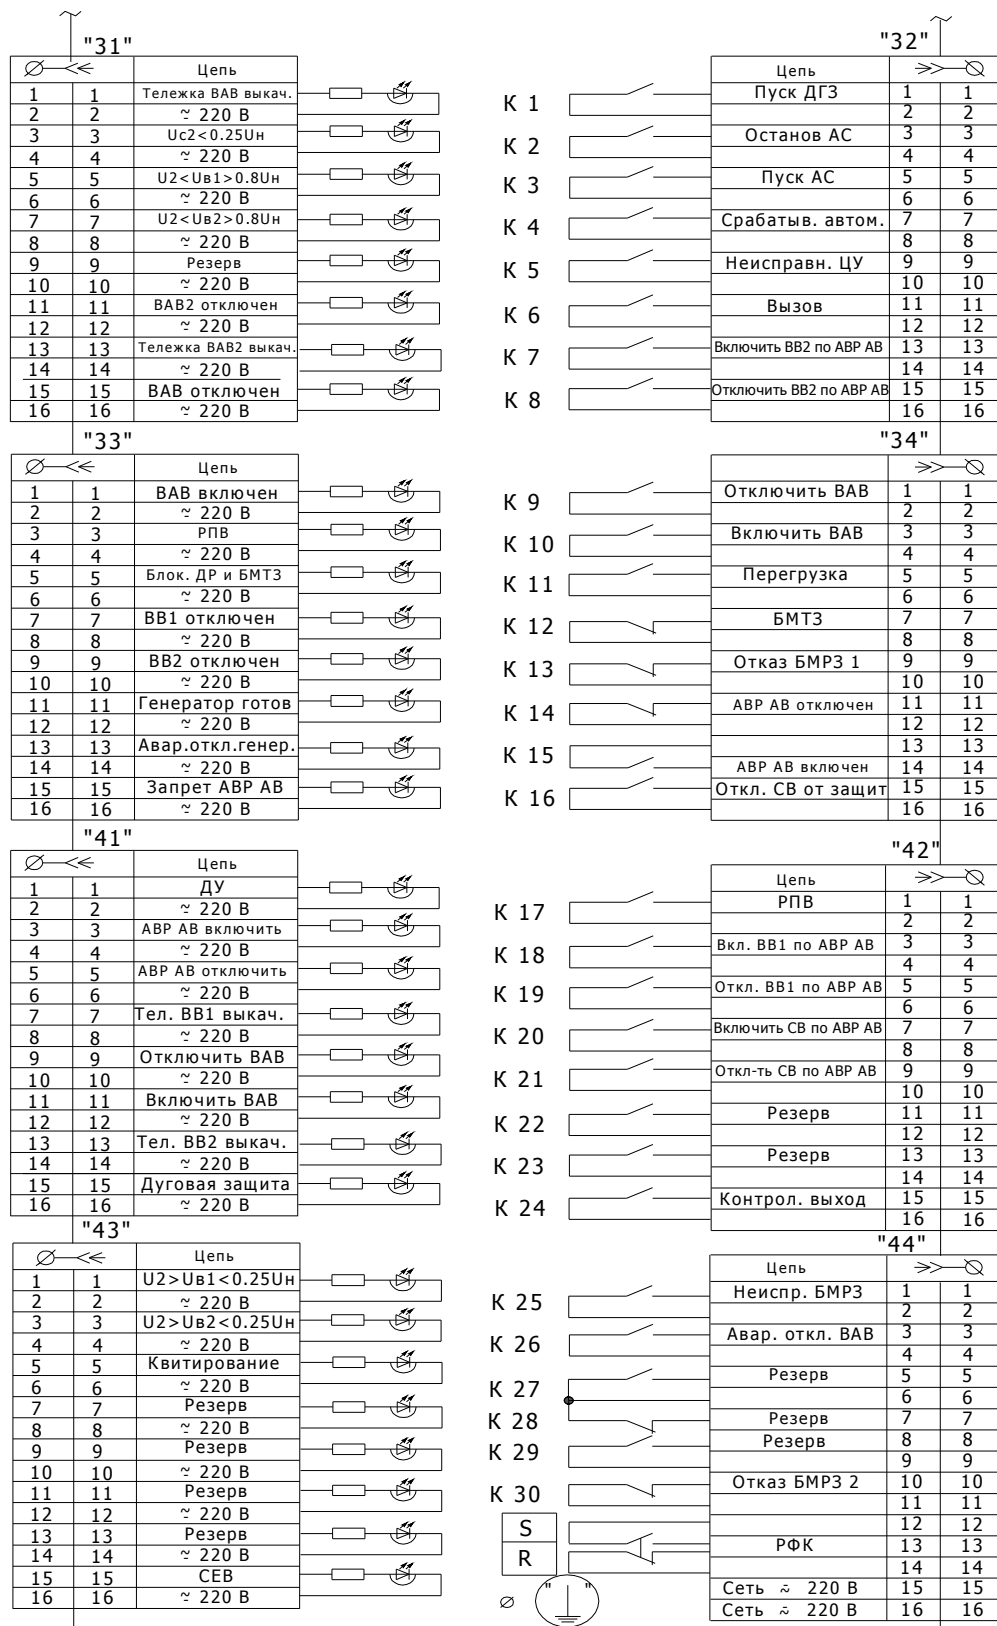 "31"
Цепь
1 1 Тележка ВАВ выкач.
2 2 ~ 220 В
3 3 Uc2<0.25Uн
4 4 ~ 220 В
5 5 U2<Uв1>0.8Uн
6 6 ~ 220 В
7 7 U2<Uв2>0.8Uн
8 8 ~ 220 В
9 9 Резерв
10 10 ~ 220 В
11 11 ВАВ2 отключен
12 12 ~ 220 В
13 13 Тележка ВАВ2 выкач.
14 14 ~ 220 В
15 15 ВАВ отключен
16 16 ~ 220 В
"32"
Цепь
К 1 Пуск ДГЗ 1 1
2 2
К 2 Останов АС 3 3
4 4
К 3 Пуск АС 5 5
6 6
К 4 Срабатыв. автом. 7 7
8 8
К 5 Неисправн. ЦУ 9 9
10 10
К 6 Вызов 11 11
12 12
К 7 Включить ВВ2 по АВР АВ 13 13
14 14
К 8 Отключить ВВ2 по АВР АВ 15 15
16 16
"33"
Цепь
1 1 ВАВ включен
2 2 ~ 220 В
3 3 РПВ
4 4 ~ 220 В
5 5 Блок. ДР и БМТЗ
6 6 ~ 220 В
7 7 ВВ1 отключен
8 8 ~ 220 В
9 9 ВВ2 отключен
10 10 ~ 220 В
11 11 Генератор готов
12 12 ~ 220 В
13 13 Авар.откл.генер.
14 14 ~ 220 В
15 15 Запрет АВР АВ
16 16 ~ 220 В
"34"
К 9 Отключить ВАВ 1 1
2 2
К 10 Включить ВАВ 3 3
4 4
К 11 Перегрузка 5 5
6 6
К 12 БМТЗ 7 7
8 8
К 13 Отказ БМРЗ 1 9 9
10 10
К 14 АВР АВ отключен 11 11
12 12
К 15 13 13
АВР АВ включен 14 14
К 16 Откл. СВ от защит 15 15
16 16
"41"
Цепь
1 1 ДУ
2 2 ~ 220 В
3 3 АВР АВ включить
4 4 ~ 220 В
5 5 АВР АВ отключить
6 6 ~ 220 В
7 7 Тел. ВВ1 выкач.
8 8 ~ 220 В
9 9 Отключить ВАВ
10 10 ~ 220 В
11 11 Включить ВАВ
12 12 ~ 220 В
13 13 Тел. ВВ2 выкач.
14 14 ~ 220 В
15 15 Дуговая защита
16 16 ~ 220 В
"42"
Цепь
К 17 РПВ 1 1
2 2
К 18 Вкл. ВВ1 по АВР АВ 3 3
4 4
К 19 Откл. ВВ1 по АВР АВ 5 5
6 6
К 20 Включить СВ по АВР АВ 7 7
8 8
К 21 Откл-ть СВ по АВР АВ 9 9
10 10
К 22 Резерв 11 11
12 12
К 23 Резерв 13 13
14 14
К 24 Контрол. выход 15 15
16 16
"43"
Цепь
1 1 U2>Uв1<0.25Uн
2 2 ~ 220 В
3 3 U2>Uв2<0.25Uн
4 4 ~ 220 В
5 5 Квитирование
6 6 ~ 220 В
7 7 Резерв
8 8 ~ 220 В
9 9 Резерв
10 10 ~ 220 В
11 11 Резерв
12 12 ~ 220 В
13 13 Резерв
14 14 ~ 220 В
15 15 СЕВ
16 16 ~ 220 В
"44"
Цепь
К 25 Неиспр. БМРЗ 1 1
2 2
К 26 Авар. откл. ВАВ 3 3
4 4
К 27 Резерв 5 5
6 6
К 28 Резерв 7 7
К 29 Резерв 8 8
9 9
К 30 Отказ БМРЗ 2 10 10
11 11
S 12 12
R РФК 13 13
14 14
Сеть ~ 220 В 15 15
Сеть ~ 220 В 16 16
" "